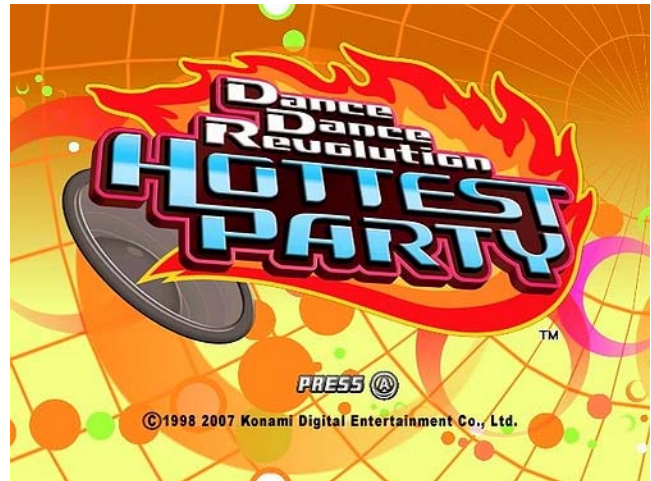 Dance
Dance
Revolution
HOTTEST
PARTY
TM
PRESS A
©1998 2007 Konami Digital Entertainment Co., Ltd.